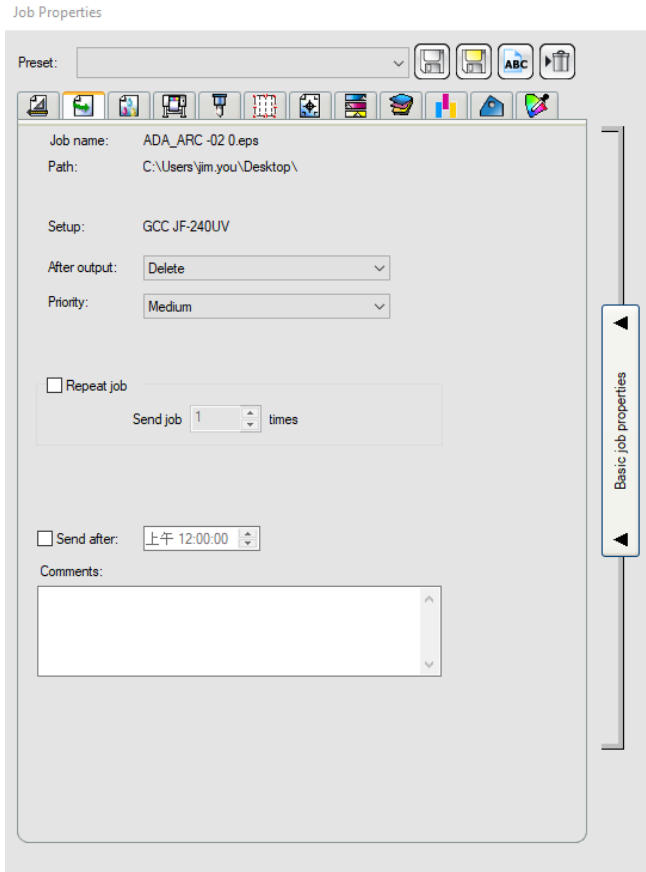 Job Properties
Preset:
ABC
Job name: ADA_ARC -02 0.eps
Path: C:\Users\jim.you\Desktop\
Setup: GCC JF-240UV
After output: Delete
Priority: Medium
Repeat job
Send job 1 times
Send after: 上午 12:00:00
Comments:
Basic job properties